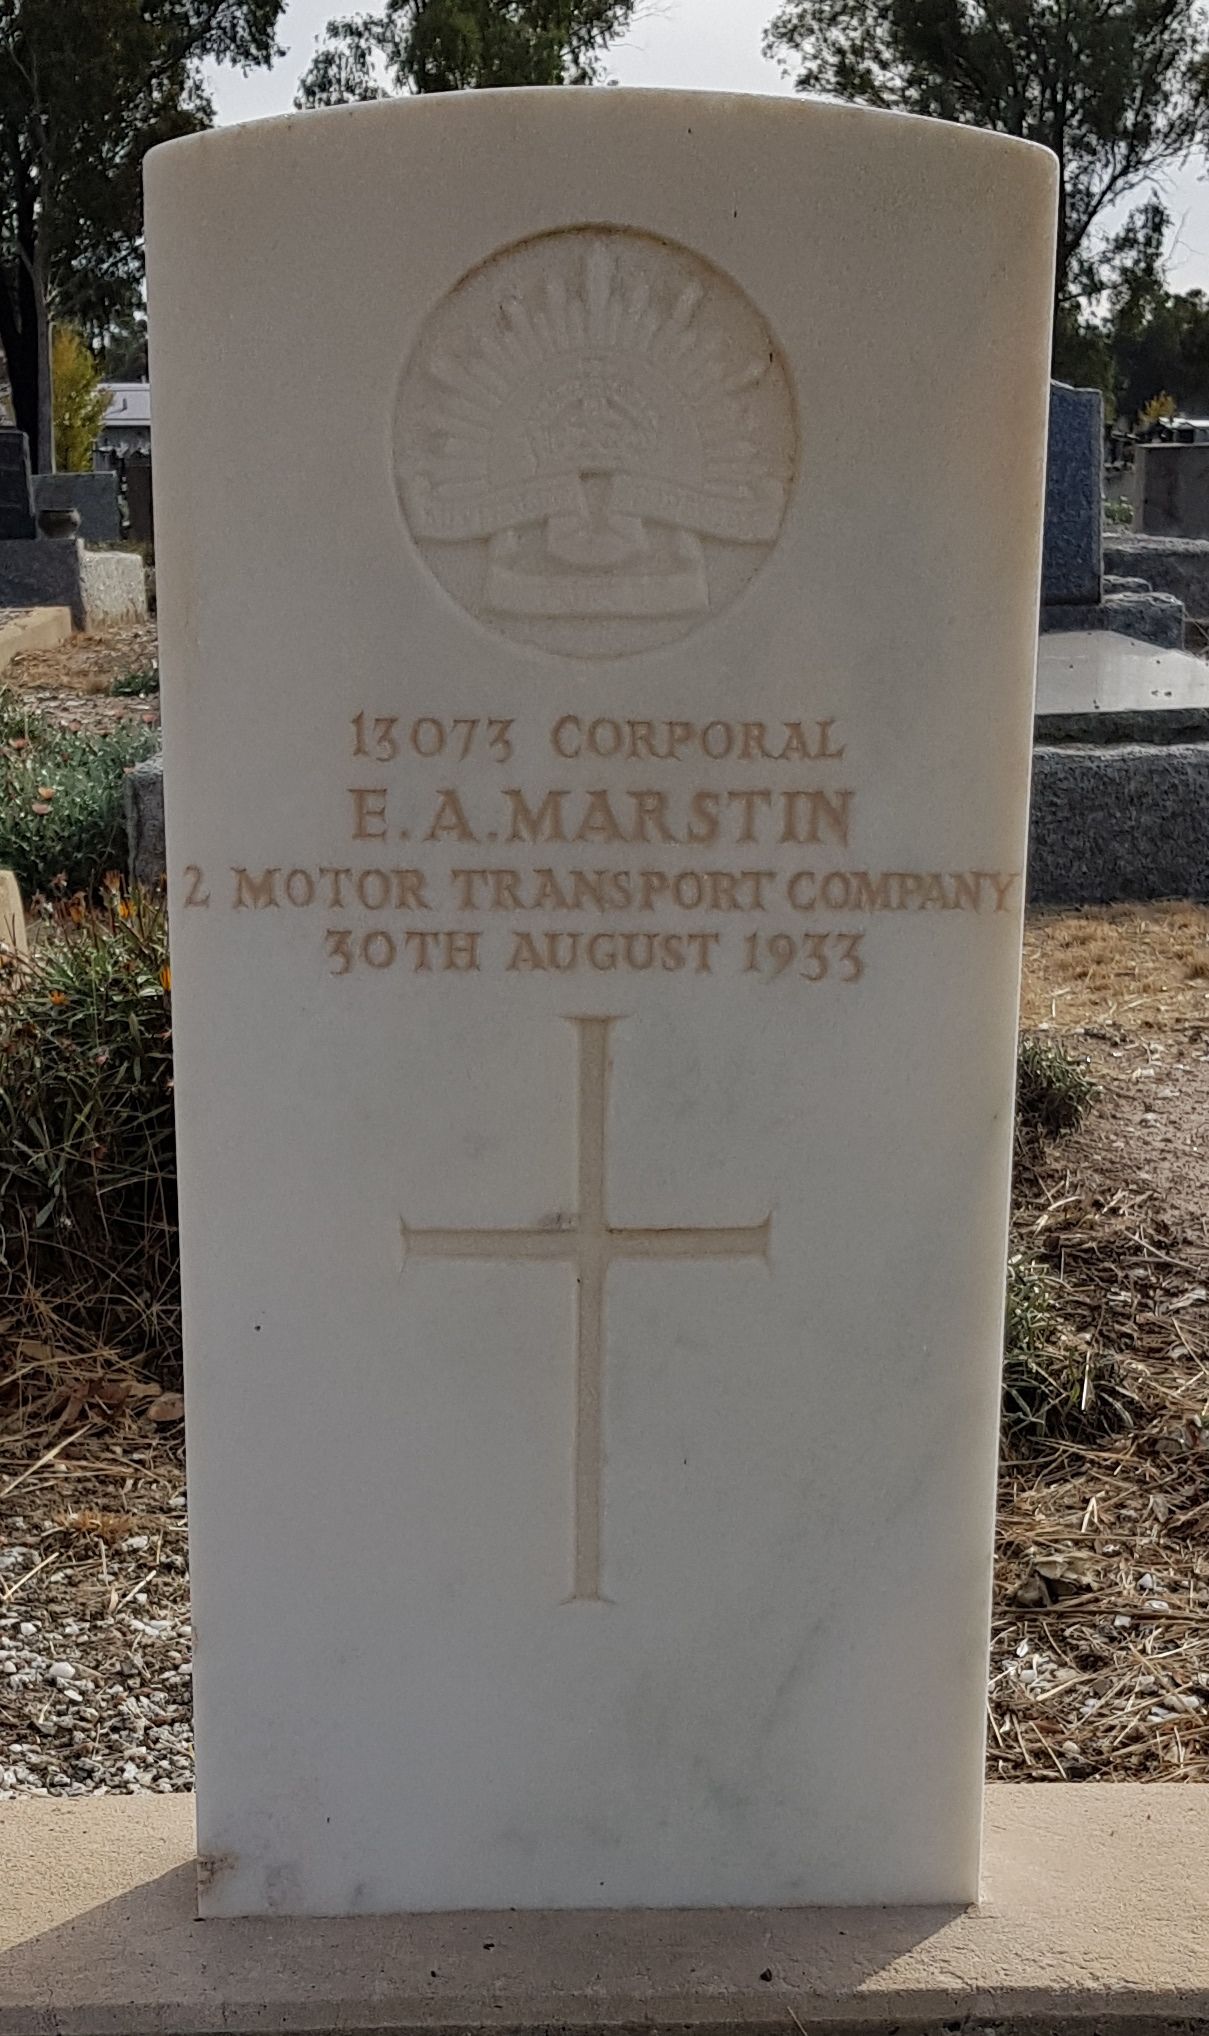 13073 CORPORAL
E.A.MARSTIN
2 MOTOR TRANSPORT COMPANY
30TH AUGUST 1933